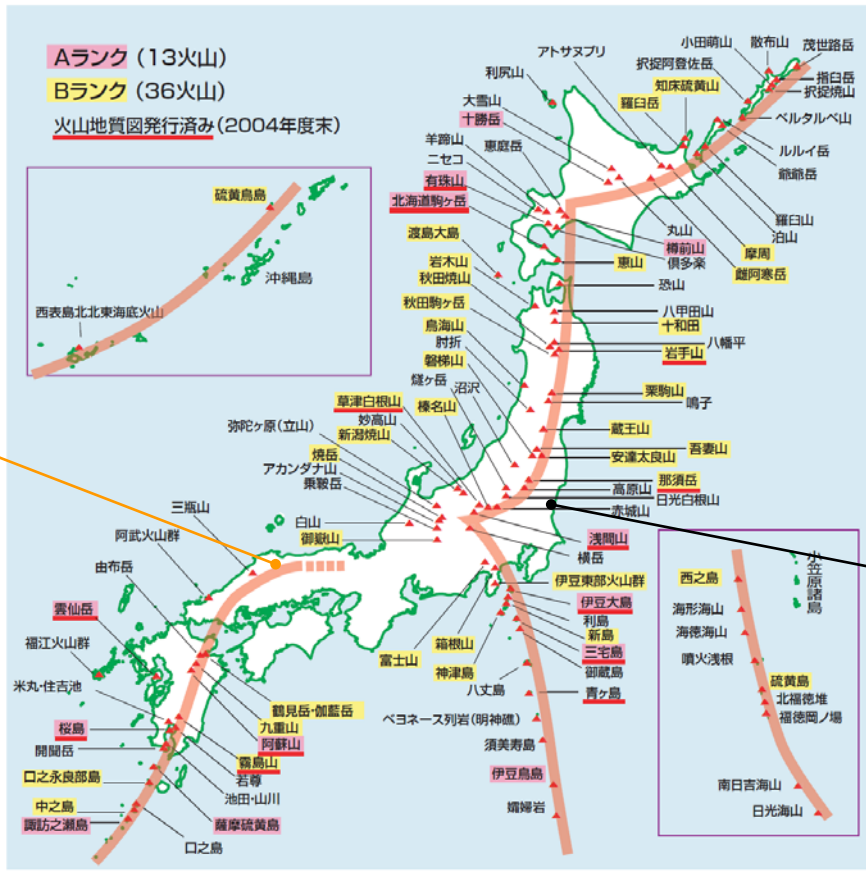 Aランク (13火山)
Bランク (36火山)
火山地質図発行済み(2004年度末)
硫黄鳥島
沖縄島
西表島北北東海底火山
小田萌山
散布山
茂世路岳
アトサヌプリ
択捉阿登佐岳
指臼岳
利尻山
知床硫黄山
択捉焼山
大雪山
羅臼岳
十勝岳
ベルタルベ山
羊蹄山
恵庭岳
ルルイ岳
ニセコ
爺爺岳
有珠山
北海道駒ヶ岳
羅臼山
丸山
泊山
渡島大島
樽前山
摩周
岩木山
恵山
倶多楽
雌阿寒岳
秋田焼山
恐山
秋田駒ヶ岳
八甲田山
鳥海山
十和田
肘折
八幡平
磐梯山
岩手山
燧ヶ岳
沼沢
草津白根山
榛名山
栗駒山
妙高山
鳴子
弥陀ヶ原(立山)
新潟焼山
蔵王山
焼岳
吾妻山
アカンダナ山
安達太良山
乗鞍岳
那須岳
三瓶山
高原山
日光白根山
白山
赤城山
阿武火山群
御嶽山
浅間山
横岳
由布岳
伊豆東部火山群
雲仙岳
伊豆大島
利島
福江火山群
箱根山
新島
富士山
三宅島
米丸・住吉池
神津島
御蔵島
八丈島
青ヶ島
鶴見岳・伽藍岳
桜島
九重山
ベヨネース列岩(明神礁)
開聞岳
阿蘇山
須美寿島
霧島山
口之永良部島
若尊
伊豆鳥島
池田・山川
中之島
薩摩硫黄島
諏訪之瀬島
孀婦岩
口之島
小笠原諸島
西之島
海形海山
海徳海山
噴火浅根
硫黄島
北福徳堆
福徳岡ノ場
南日吉海山
日光海山